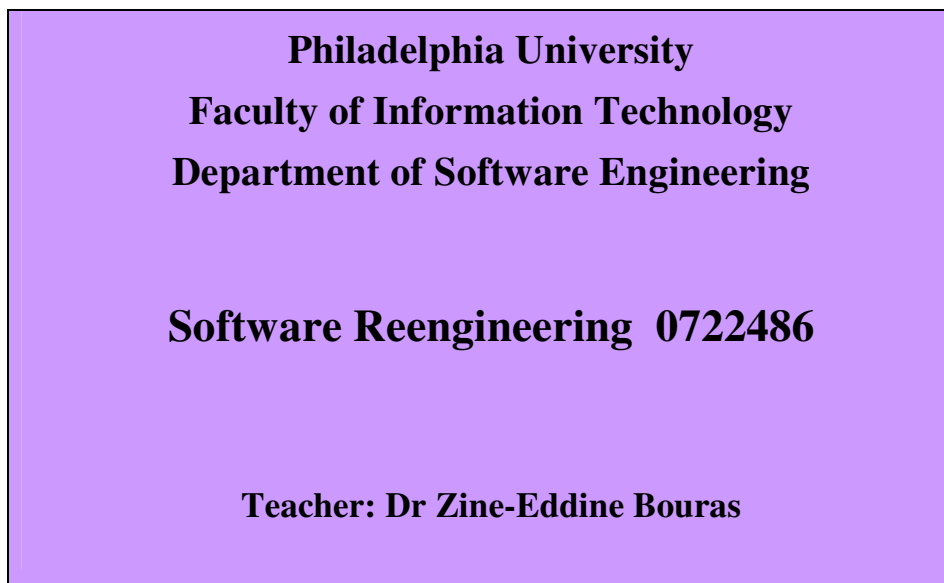 Philadelphia University
Faculty of Information Technology
Department of Software Engineering
Software Reengineering 0722486
Teacher: Dr Zine-Eddine Bouras